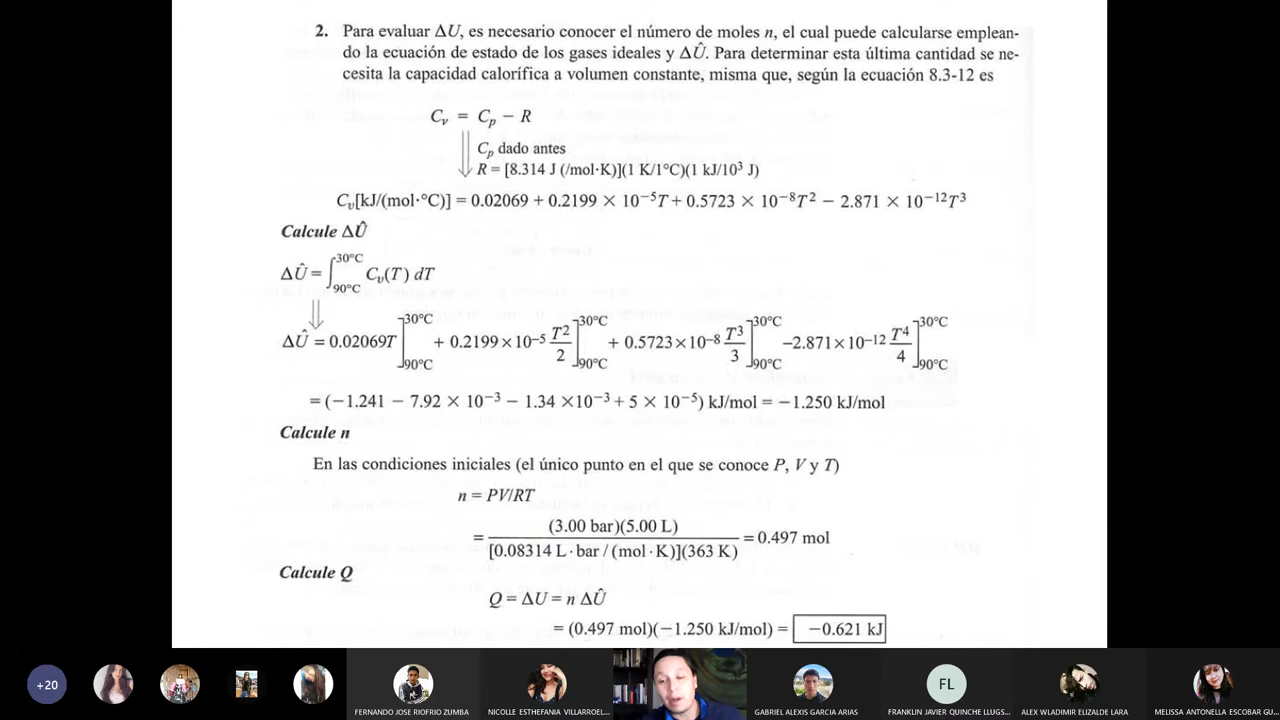 2. Para evaluar ΔU, es necesario conocer el número de moles n, el cual puede calcularse emplean-
do la ecuación de estado de los gases ideales y ΔÛ. Para determinar esta última cantidad se ne-
cesita la capacidad calorífica a volumen constante, misma que, según la ecuación 8.3-12 es
Cᵥ = Cₚ − R
Cₚ dado antes
R = [8.314 J (/mol·K)](1 K/1°C)(1 kJ/10³ J)
Cᵥ[kJ/(mol·°C)] = 0.02069 + 0.2199 × 10⁻⁵T + 0.5723 × 10⁻⁸T² − 2.871 × 10⁻¹²T³
Calcule ΔÛ
ΔÛ = ∫₉₀°C³⁰°C Cᵥ(T) dT
⇓
ΔÛ = 0.02069T]₉₀°C³⁰°C + 0.2199×10⁻⁵ T²/2]₉₀°C³⁰°C + 0.5723×10⁻⁸ T³/3]₉₀°C³⁰°C −2.871×10⁻¹² T⁴/4]₉₀°C³⁰°C
= (−1.241 − 7.92 × 10⁻³ − 1.34 ×10⁻³ + 5 × 10⁻⁵) kJ/mol = −1.250 kJ/mol
Calcule n
En las condiciones iniciales (el único punto en el que se conoce P, V y T)
n = PV/RT
= (3.00 bar)(5.00 L) / [0.08314 L·bar/(mol·K)](363 K) = 0.497 mol
Calcule Q
Q = ΔU = n ΔÛ
= (0.497 mol)(−1.250 kJ/mol) = −0.621 kJ
+20
FERNANDO JOSE RIOFRIO ZUMBA
NICOLLE ESTHEFANIA VILLARROEL...
GABRIEL ALEXIS GARCIA ARIAS
FL
FRANKLIN JAVIER QUINCHE LLUGS...
ALEX WLADIMIR ELIZALDE LARA
MELISSA ANTONELLA ESCOBAR GU...